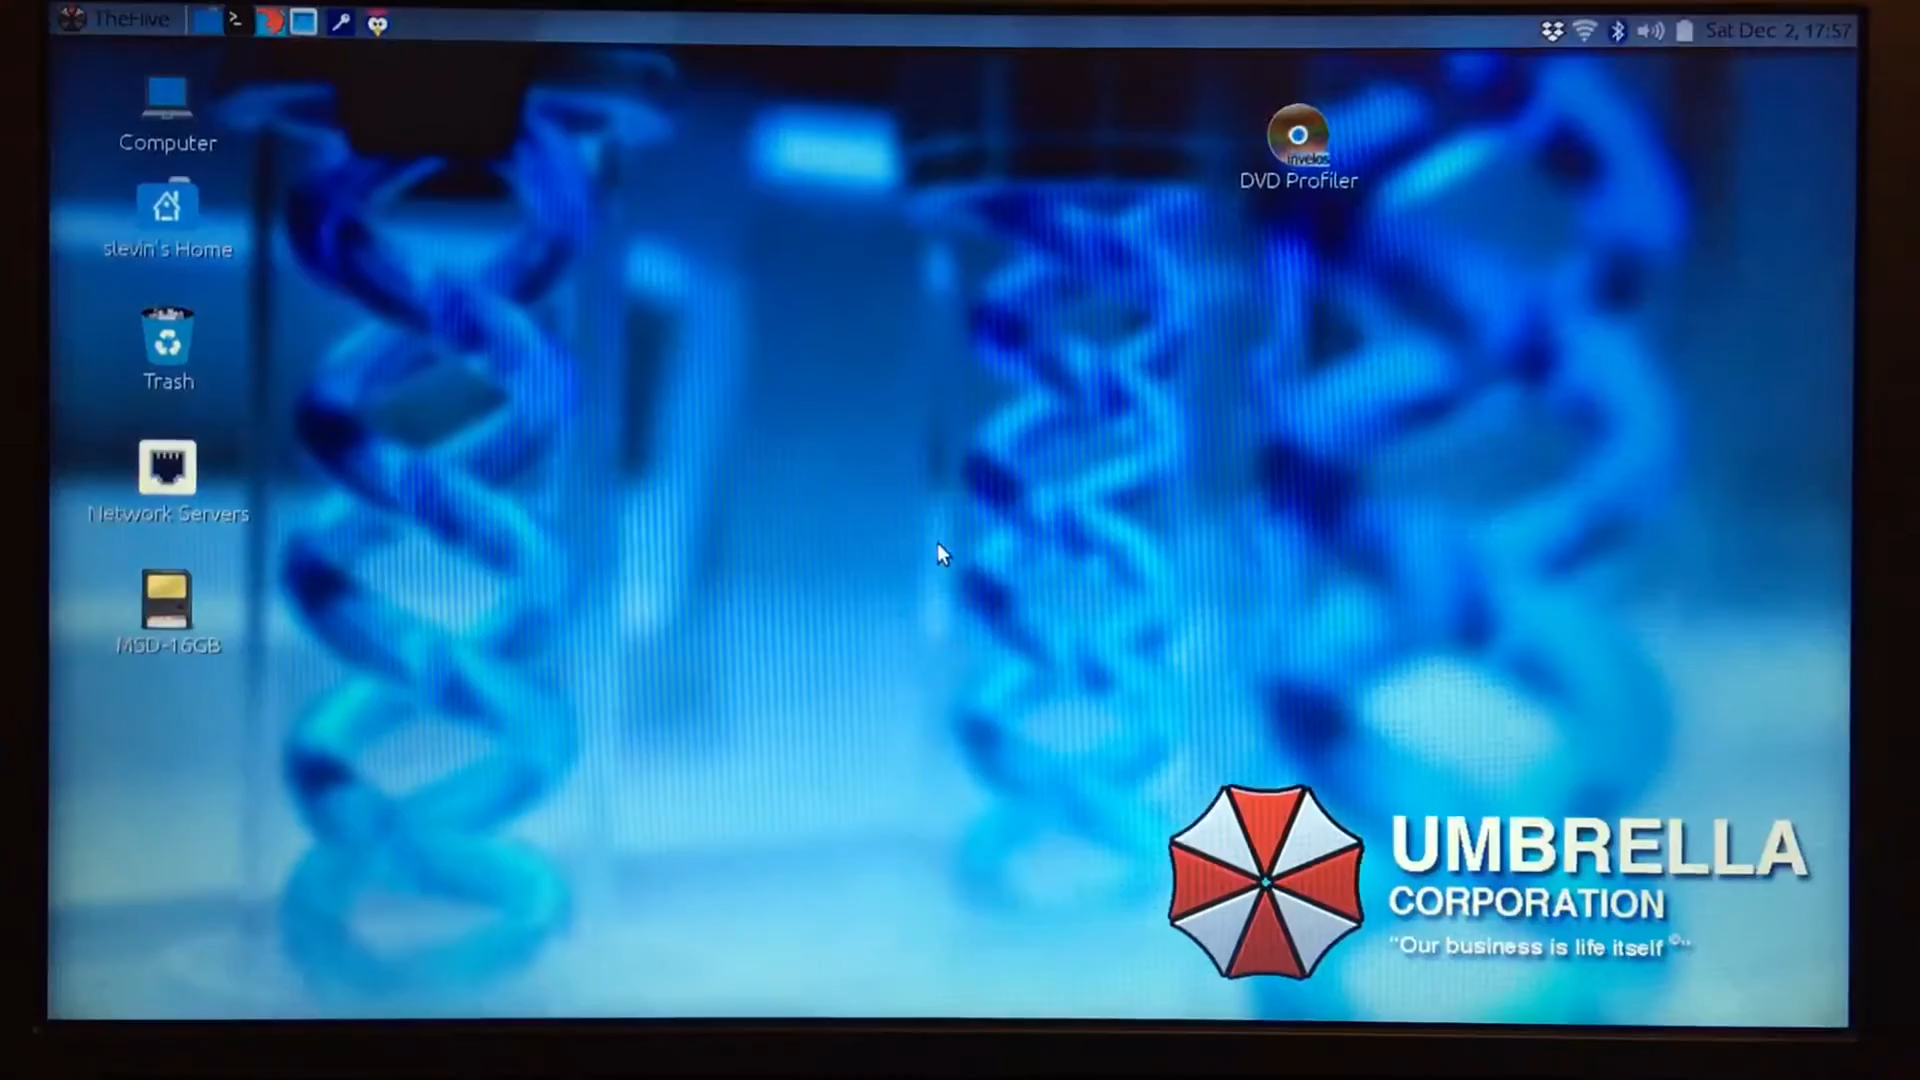 TheHive
Sat Dec 2, 17:57
Computer
invelos
DVD Profiler
slevin's Home
Trash
Network Servers
MSD-16GB
UMBRELLA
CORPORATION
"Our business is life itself ©"